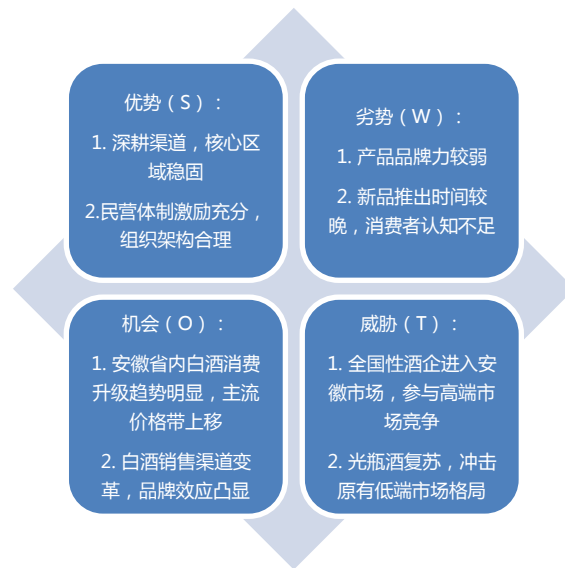 优势（S）：
1. 深耕渠道，核心区
域稳固
2.民营体制激励充分，
组织架构合理
劣势（W）：
1. 产品品牌力较弱
2. 新品推出时间较
晚，消费者认知不足
机会（O）：
1. 安徽省内白酒消费
升级趋势明显，主流
价格带上移
2. 白酒销售渠道变
革，品牌效应凸显
威胁（T）：
1. 全国性酒企进入安
徽市场，参与高端市
场竞争
2. 光瓶酒复苏，冲击
原有低端市场格局